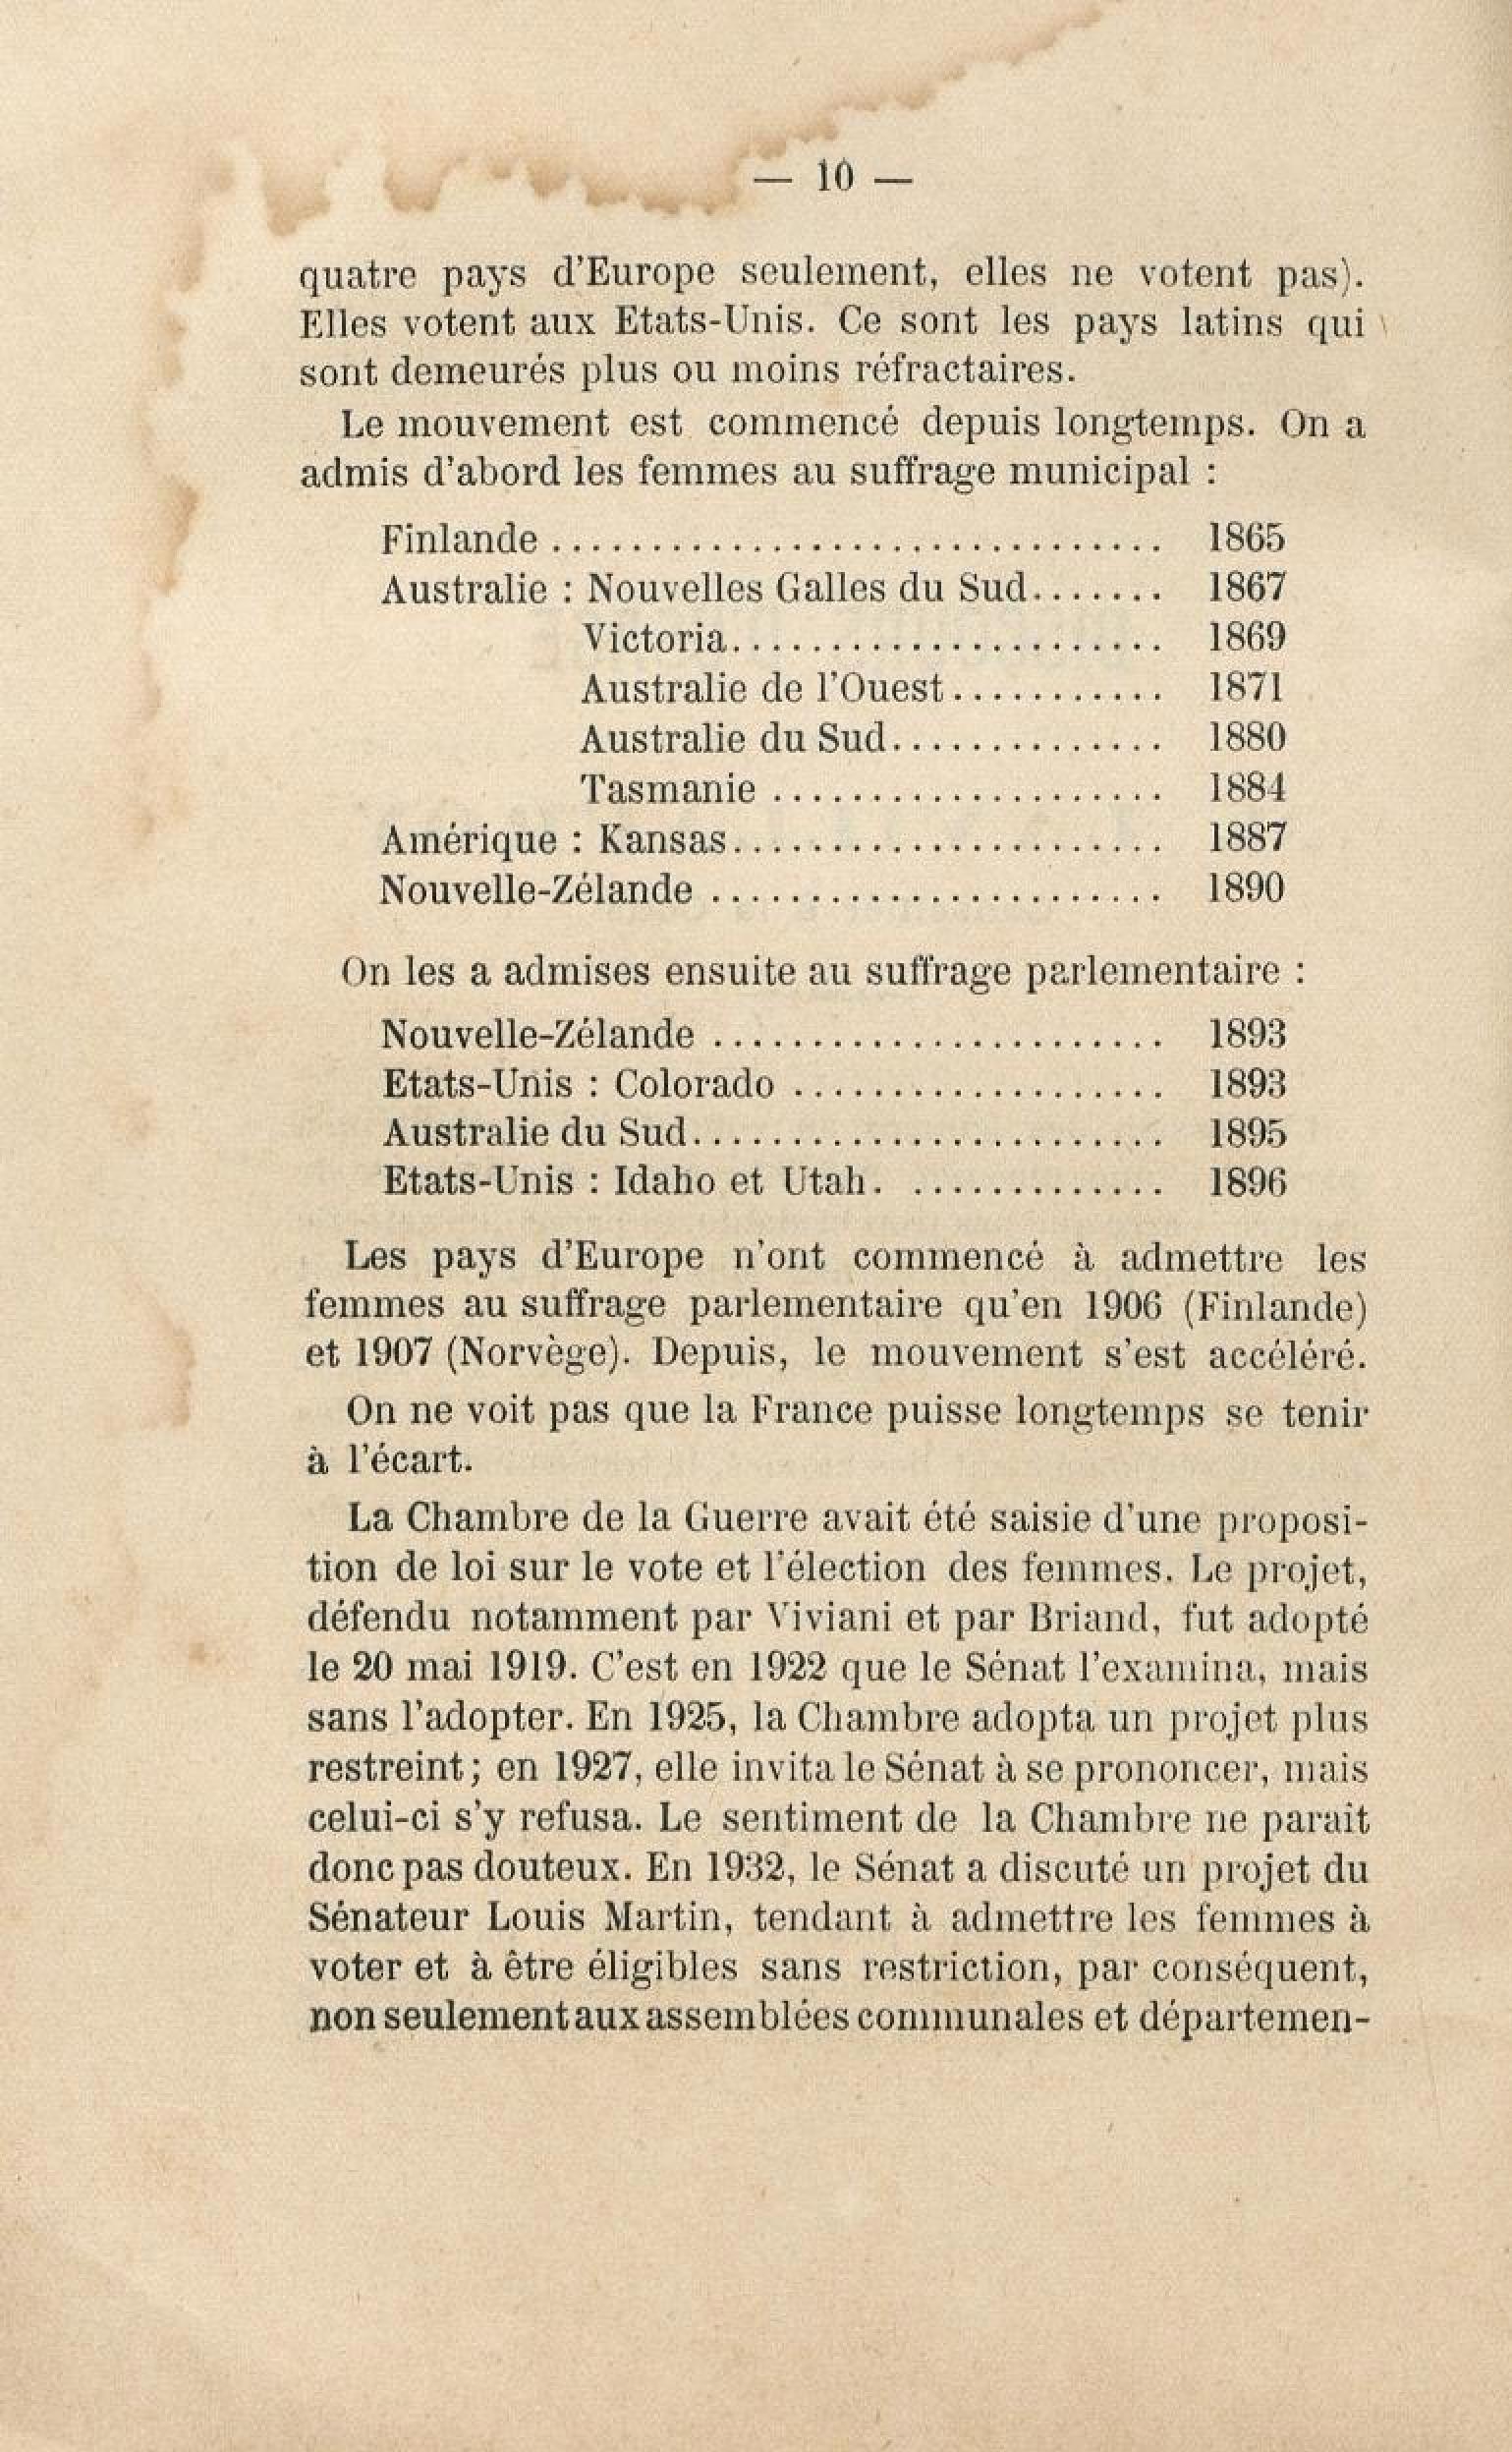 — 10 —
quatre pays d'Europe seulement, elles ne votent pas).
Elles votent aux Etats-Unis. Ce sont les pays latins qui
sont demeurés plus ou moins réfractaires.
Le mouvement est commencé depuis longtemps. On a
admis d'abord les femmes au suffrage municipal :
Finlande ............................... 1865
Australie : Nouvelles Galles du Sud....... 1867
Victoria...................... 1869
Australie de l'Ouest........... 1871
Australie du Sud.............. 1880
Tasmanie .................... 1884
Amérique : Kansas...................... 1887
Nouvelle-Zélande ....................... 1890
On les a admises ensuite au suffrage parlementaire :
Nouvelle-Zélande ....................... 1893
Etats-Unis : Colorado ................... 1893
Australie du Sud........................ 1895
Etats-Unis : Idaho et Utah. ............. 1896
Les pays d'Europe n'ont commencé à admettre les
femmes au suffrage parlementaire qu'en 1906 (Finlande)
et 1907 (Norvège). Depuis, le mouvement s'est accéléré.
On ne voit pas que la France puisse longtemps se tenir
à l'écart.
La Chambre de la Guerre avait été saisie d'une proposi-
tion de loi sur le vote et l'élection des femmes. Le projet,
défendu notamment par Viviani et par Briand, fut adopté
le 20 mai 1919. C'est en 1922 que le Sénat l'examina, mais
sans l'adopter. En 1925, la Chambre adopta un projet plus
restreint; en 1927, elle invita le Sénat à se prononcer, mais
celui-ci s'y refusa. Le sentiment de la Chambre ne parait
donc pas douteux. En 1932, le Sénat a discuté un projet du
Sénateur Louis Martin, tendant à admettre les femmes à
voter et à être éligibles sans restriction, par conséquent,
non seulement aux assemblées communales et départemen-